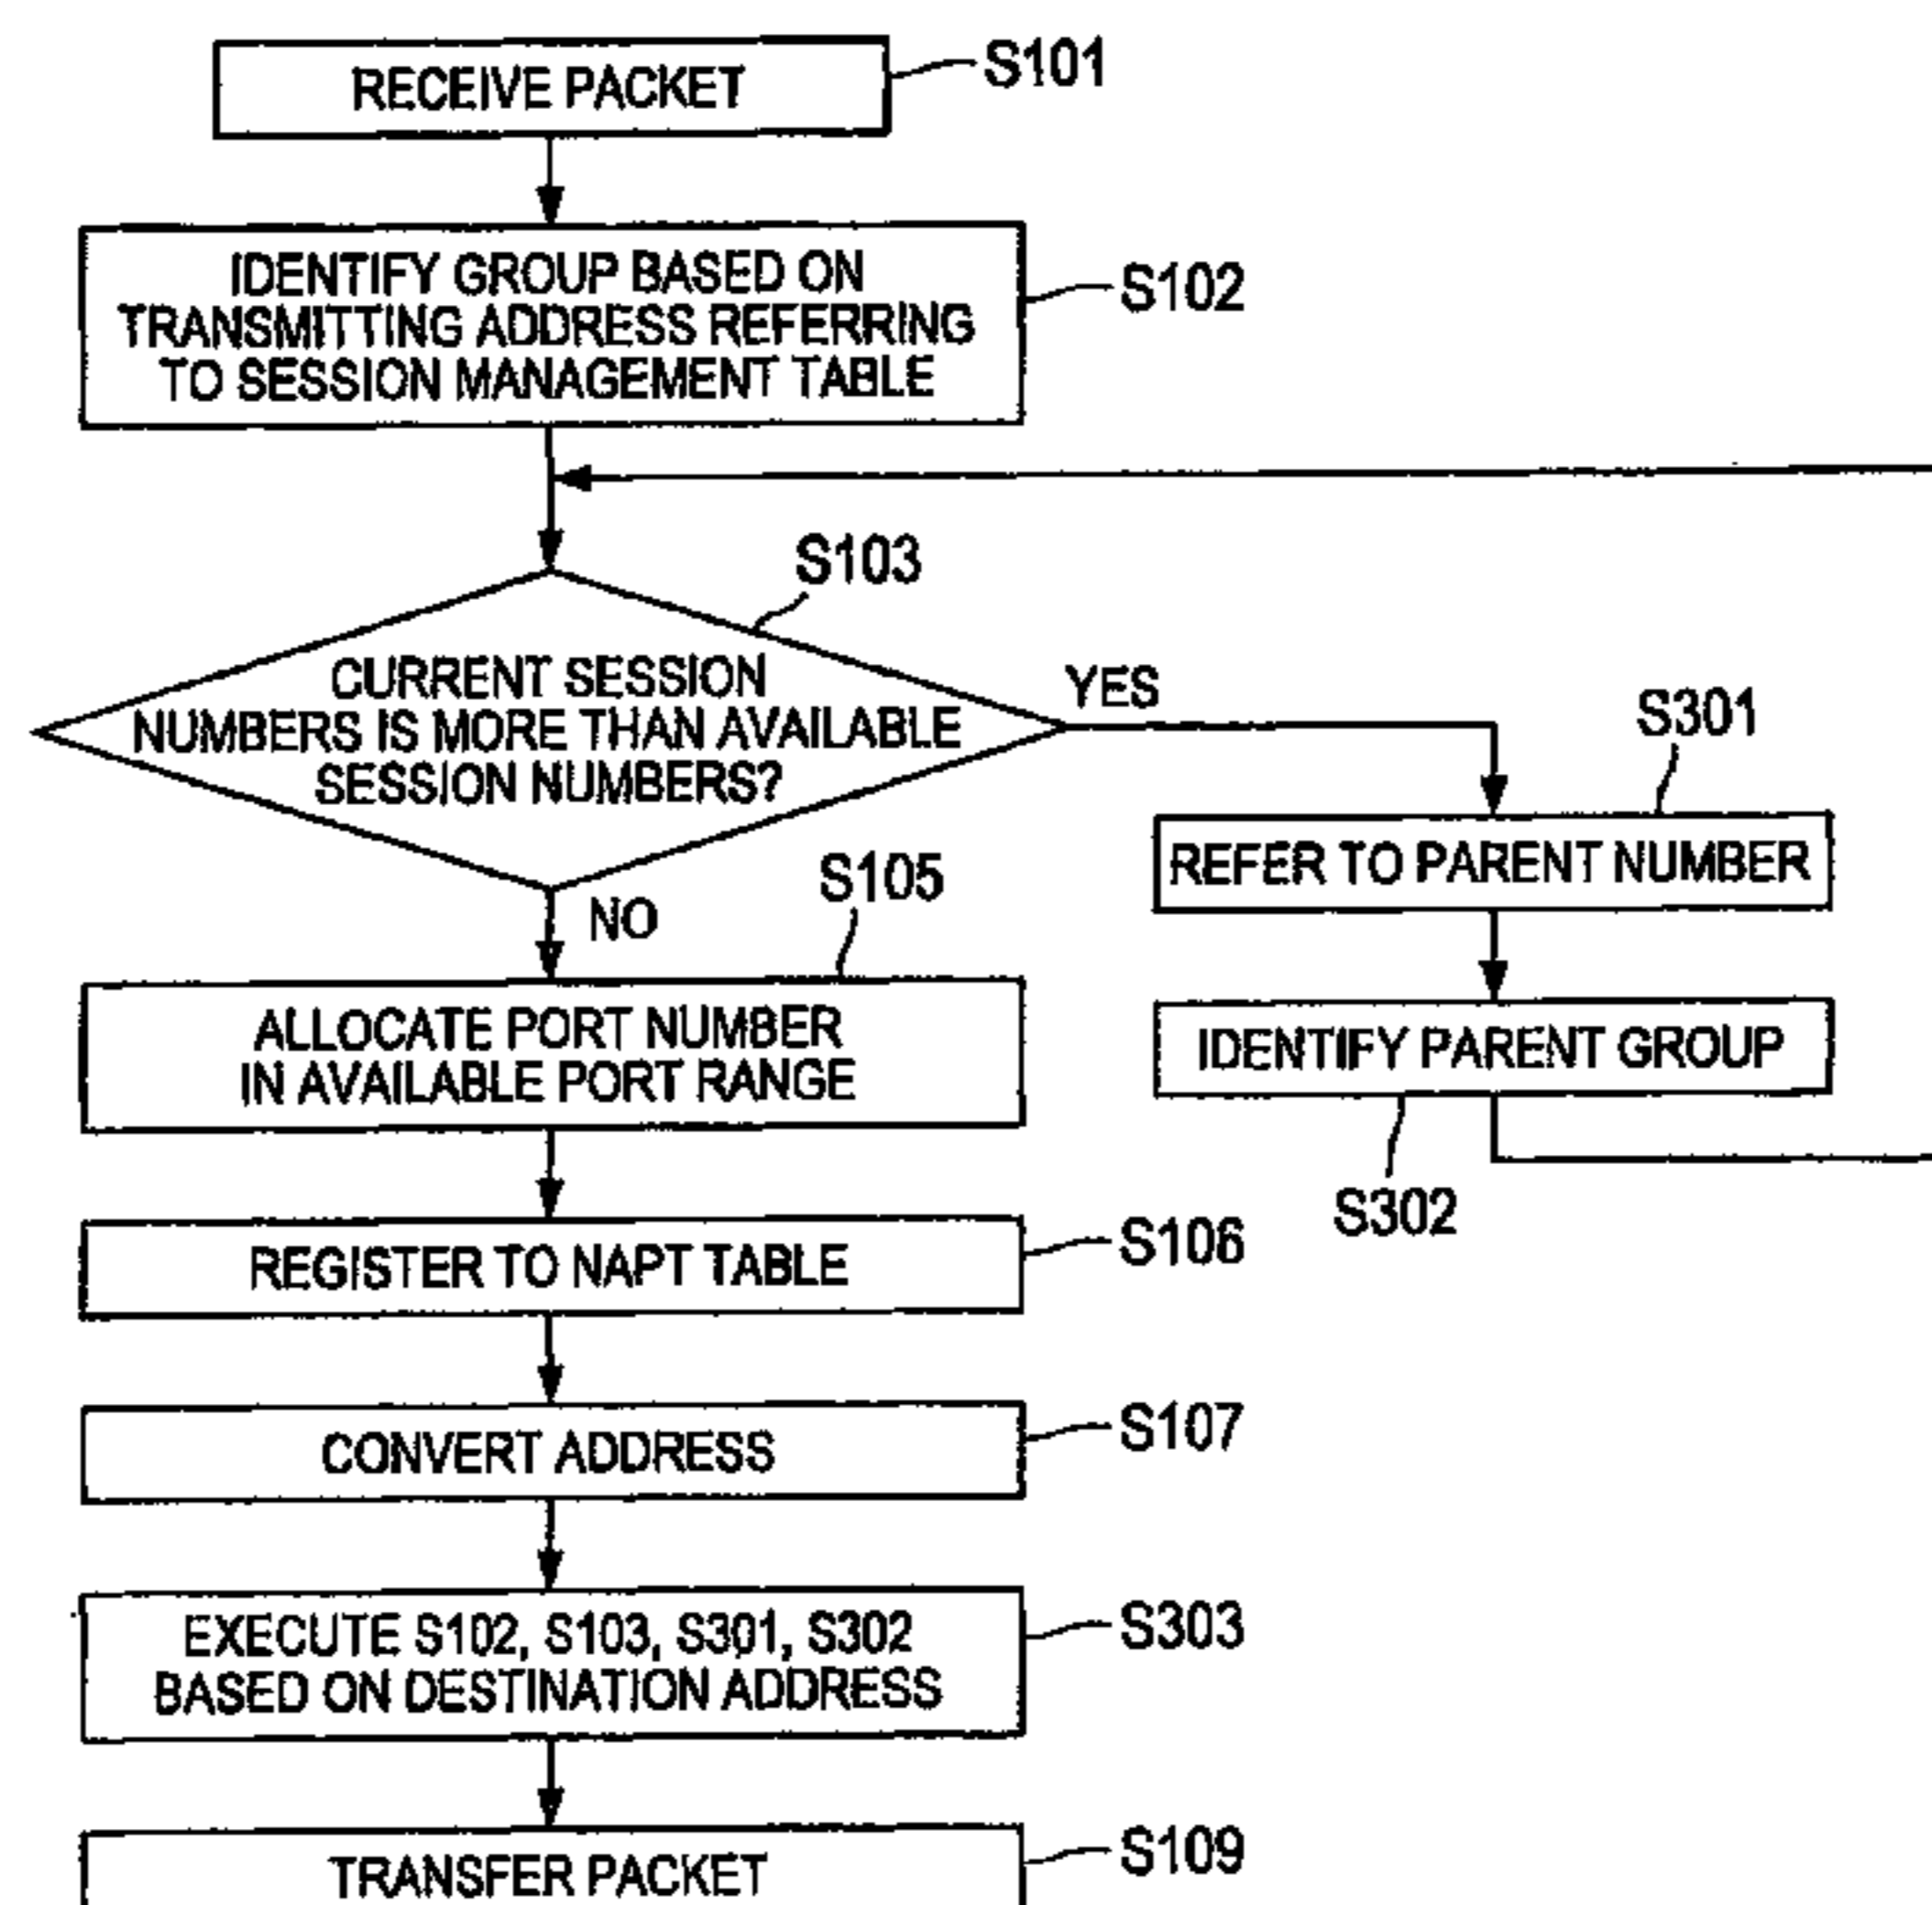 RECEIVE PACKET
S101
IDENTIFY GROUP BASED ON
TRANSMITTING ADDRESS REFERRING
TO SESSION MANAGEMENT TABLE
S102
S103
CURRENT SESSION
NUMBERS IS MORE THAN AVAILABLE
SESSION NUMBERS?
YES
NO
S301
REFER TO PARENT NUMBER
IDENTIFY PARENT GROUP
S302
S105
ALLOCATE PORT NUMBER
IN AVAILABLE PORT RANGE
REGISTER TO NAPT TABLE
S106
CONVERT ADDRESS
S107
EXECUTE S102, S103, S301, S302
BASED ON DESTINATION ADDRESS
S303
TRANSFER PACKET
S109